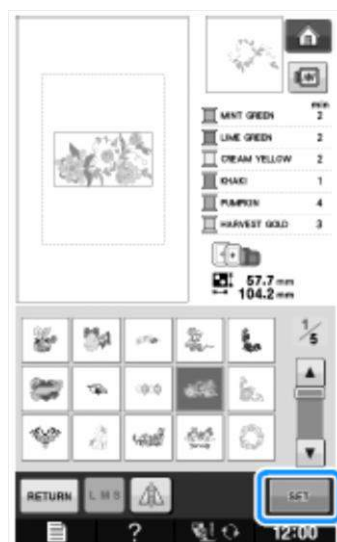 min
MINT GREEN 2
LIME GREEN 2
CREAM YELLOW 2
KHAKI 1
PUMPKIN 4
HARVEST GOLD 3
57.7 mm
104.2 mm
1/5
RETURN L M S SET
? 12:00